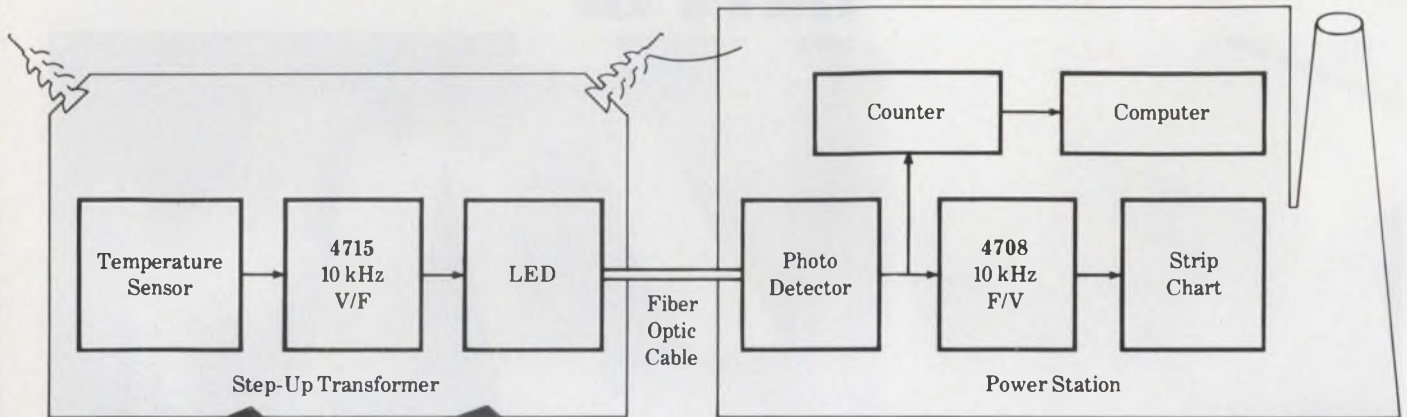 Counter
Computer
Temperature
Sensor
4715
10 kHz
V/F
LED
Fiber
Optic
Cable
Photo
Detector
4708
10 kHz
F/V
Strip
Chart
Step-Up Transformer
Power Station